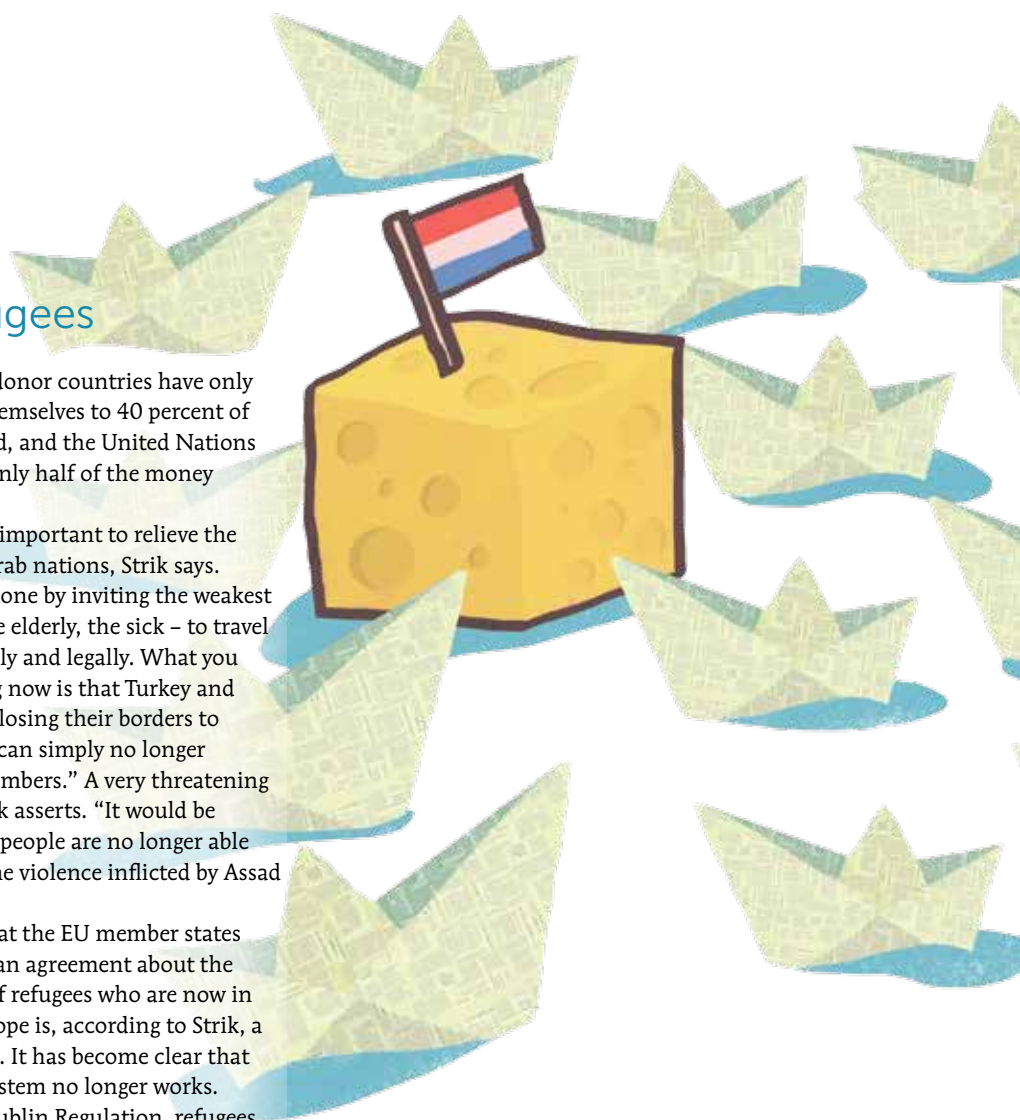 gees
donor countries have only
emselves to 40 percent of
d, and the United Nations
only half of the money
important to relieve the
rab nations, Strik says.
one by inviting the weakest
e elderly, the sick – to travel
ly and legally. What you
g now is that Turkey and
losing their borders to
can simply no longer
mbers.” A very threatening
k asserts. “It would be
people are no longer able
he violence inflicted by Assad
at the EU member states
an agreement about the
f refugees who are now in
ope is, according to Strik, a
. It has become clear that
stem no longer works.
ublin Regulation, refugees